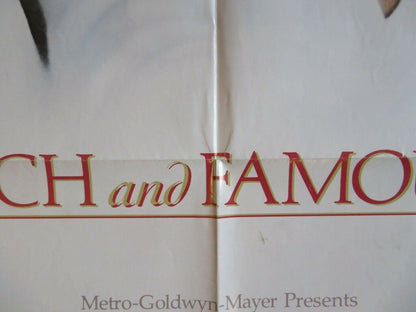 CH and FAMOU
Metro-Goldwyn-Mayer Presents